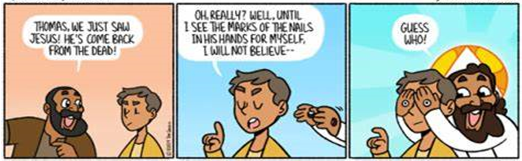 THOMAS, WE JUST SAW
JESUS! HE'S COME BACK
FROM THE DEAD!
OH, REALLY? WELL, UNTIL
I SEE THE MARKS OF THE NAILS
IN HIS HANDS FOR MYSELF,
I WILL NOT BELIEVE--
GUESS
WHO!